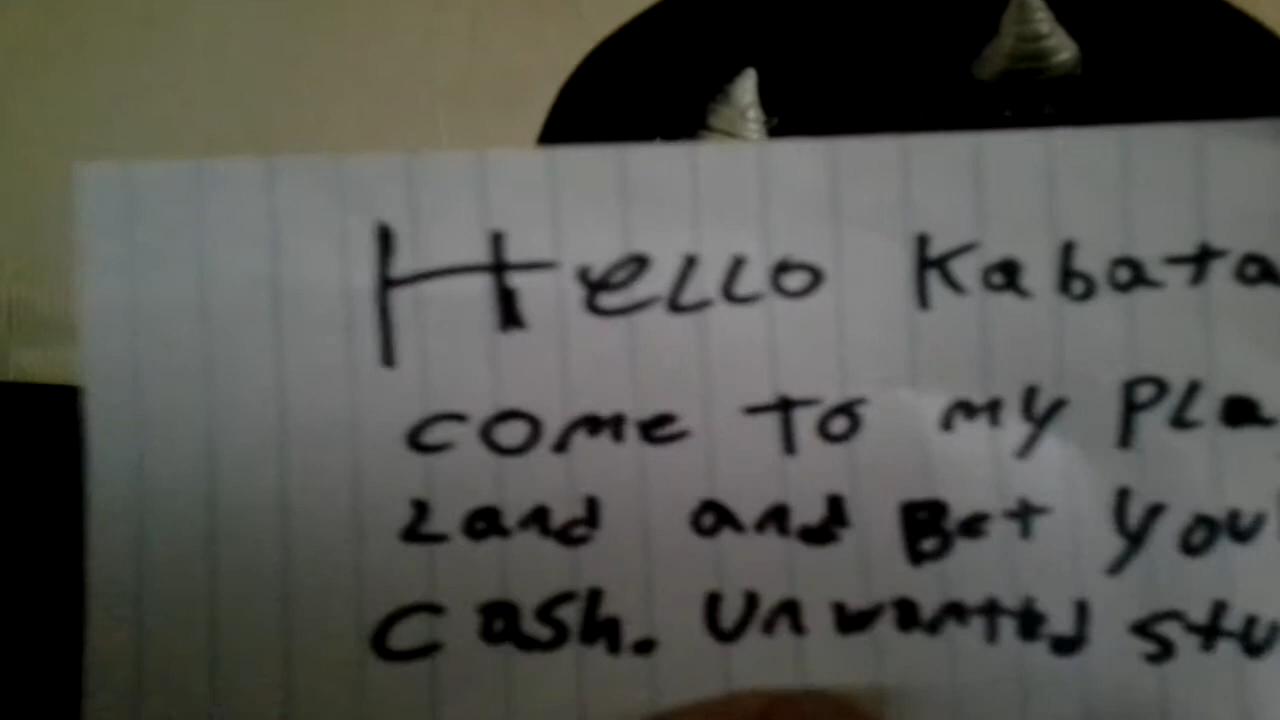 Hello Kabata
come to my Pla
Land and Bet you
cash. Unwanted stu